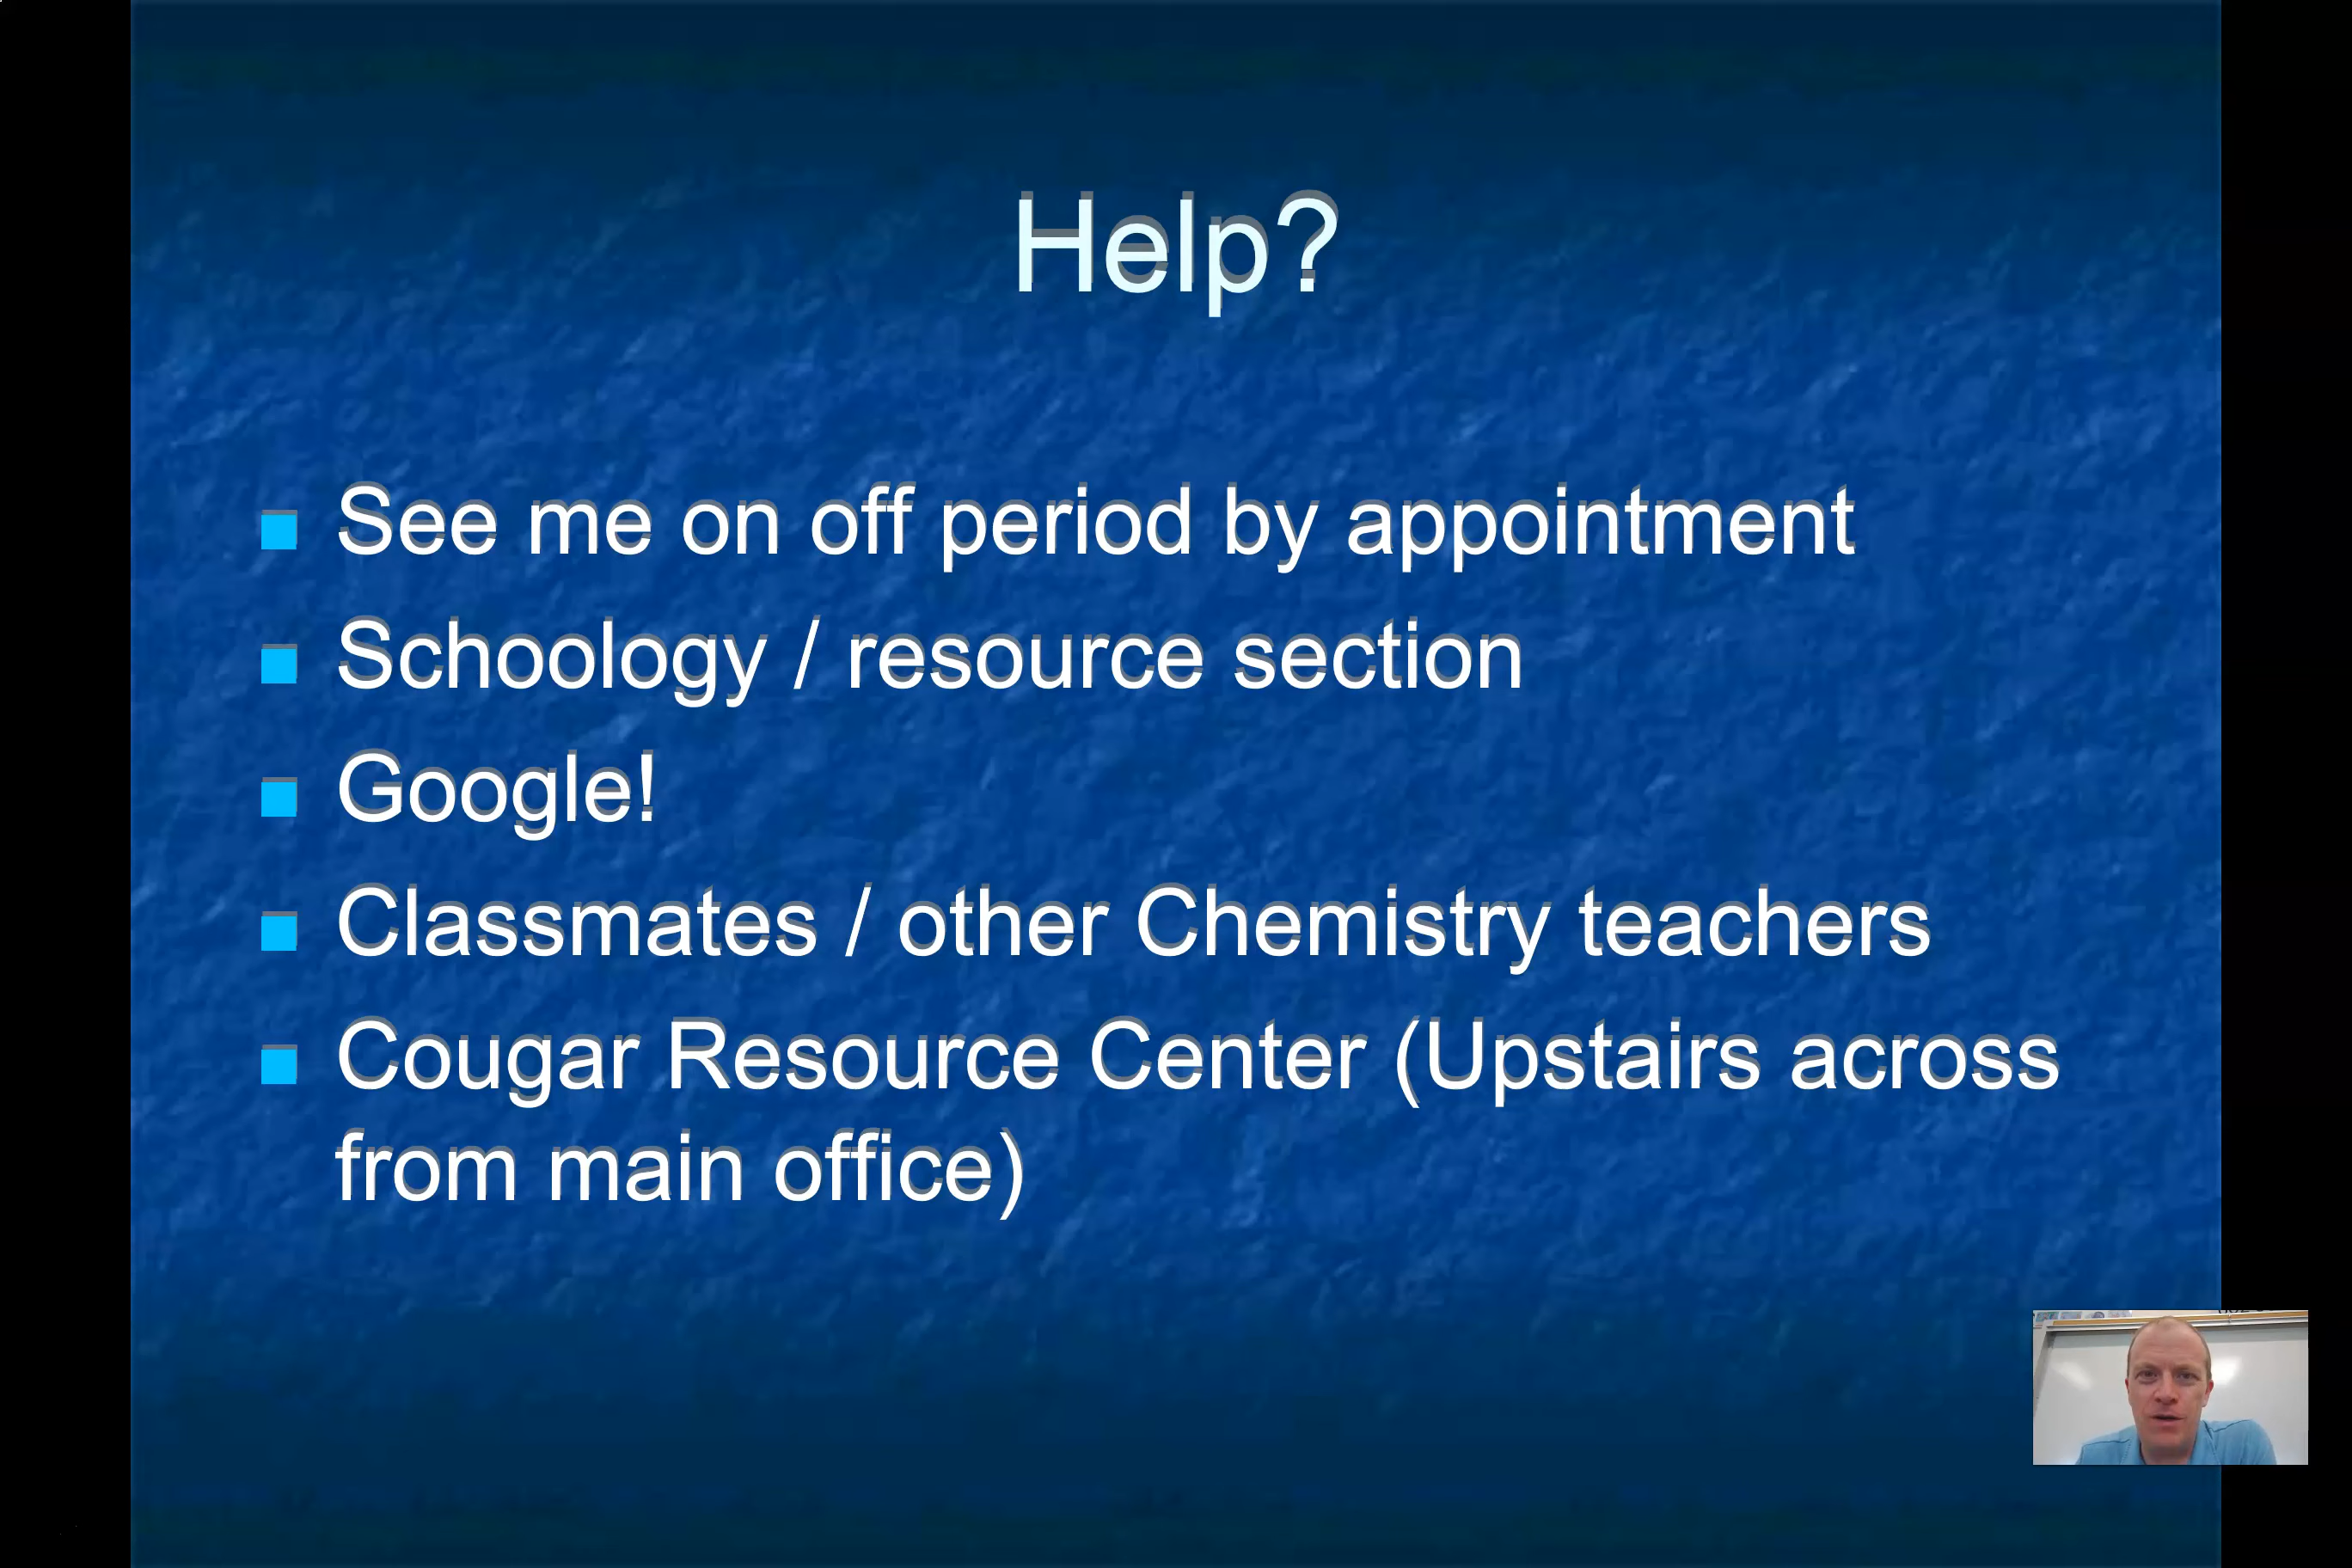 Help?
See me on off period by appointment
Schoology / resource section
Google!
Classmates / other Chemistry teachers
Cougar Resource Center (Upstairs across
from main office)